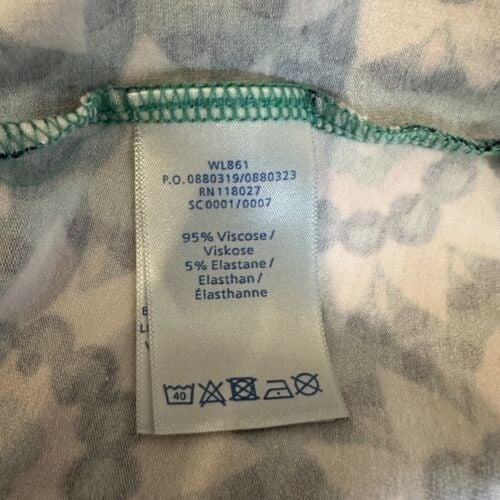 WL861
P.O. 0880319/0880323
RN118027
SC0001/0007
95% Viscose/
Viskose
5% Elastane/
Elasthan/
Élasthanne
40